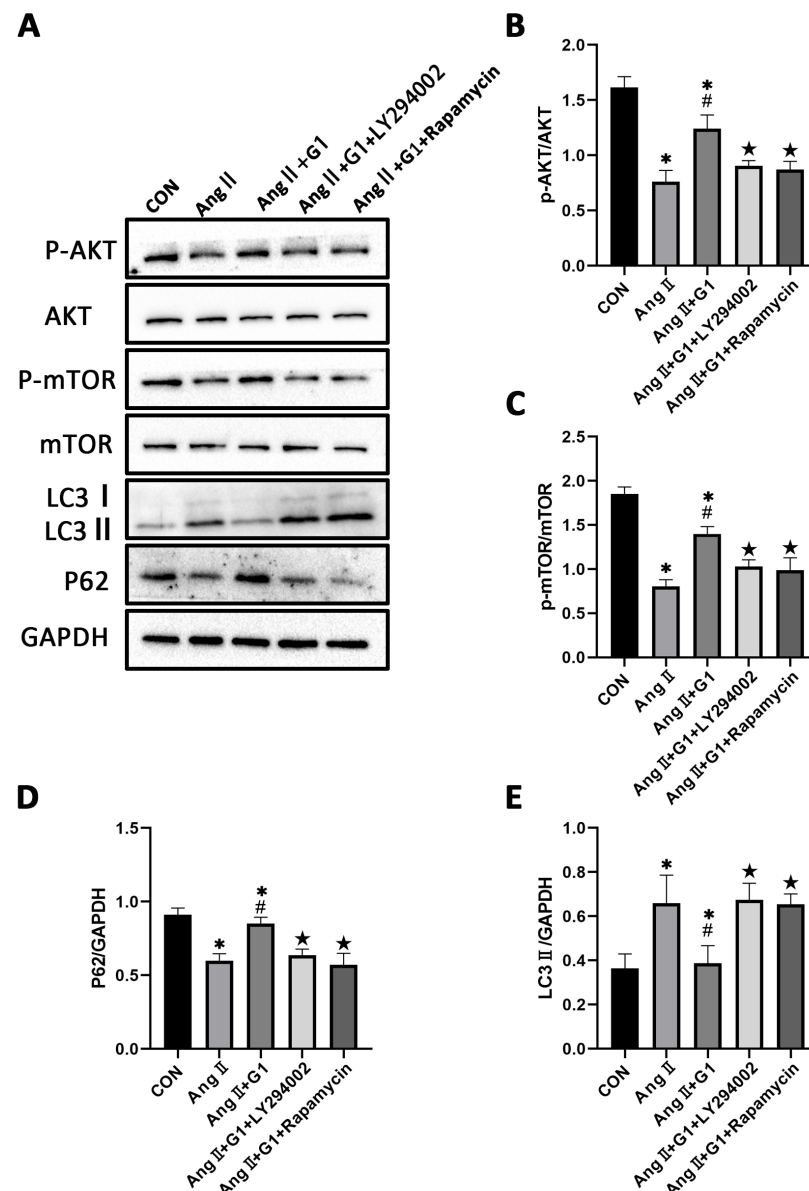 A
CON
Ang II
Ang II +G1
Ang II +G1+LY294002
Ang II +G1+Rapamycin
P-AKT
AKT
P-mTOR
mTOR
LC3 I
LC3 II
P62
GAPDH
B
p-AKT/AKT
2.0
1.5
1.0
0.5
0.0
*
*
#
★
★
CON
Ang II
Ang II+G1
Ang II+G1+LY294002
Ang II+G1+Rapamycin
C
p-mTOR/mTOR
2.5
2.0
1.5
1.0
0.5
0.0
*
*
#
★
★
CON
Ang II
Ang II+G1
Ang II+G1+LY294002
Ang II+G1+Rapamycin
D
P62/GAPDH
1.5
1.0
0.5
0.0
*
*
#
★
★
CON
Ang II
Ang II+G1
Ang II+G1+LY294002
Ang II+G1+Rapamycin
E
LC3 II /GAPDH
1.0
0.8
0.6
0.4
0.2
0.0
*
*
#
★
★
CON
Ang II
Ang II+G1
Ang II+G1+LY294002
Ang II+G1+Rapamycin